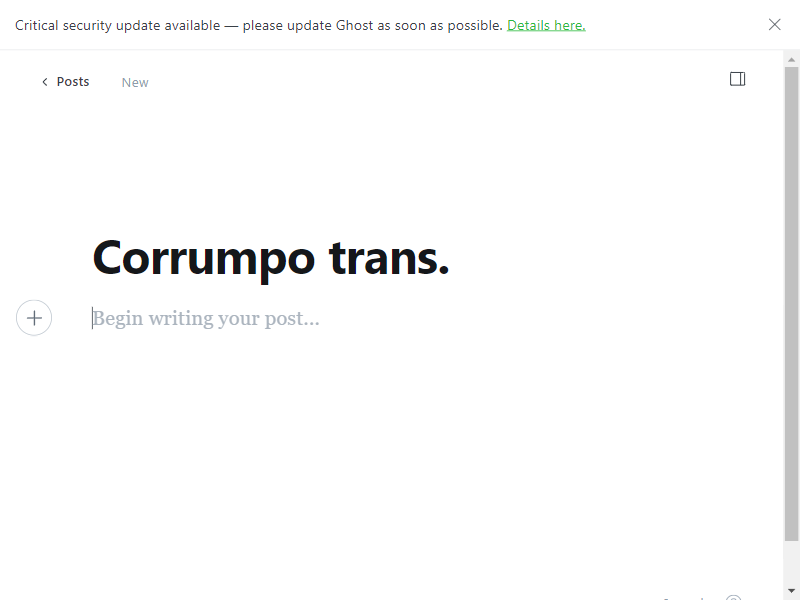 Critical security update available — please update Ghost as soon as possible. Details here.
Posts New
Corrumpo trans.
Begin writing your post...